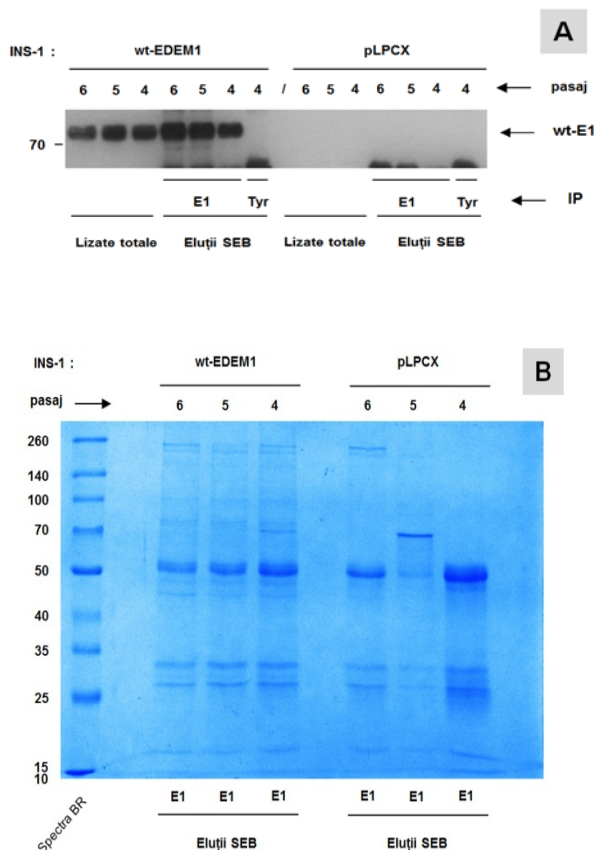 A
INS-1 : wt-EDEM1 pLPCX
6 5 4 6 5 4 4 / 6 5 4 6 5 4 4 pasaj
70 wt-E1
E1 Tyr E1 Tyr IP
Lizate totale Eluții SEB Lizate totale Eluții SEB
B
INS-1 : wt-EDEM1 pLPCX
pasaj 6 5 4 6 5 4
260
140
100
70
50
40
35
25
15
10
Spectra BR E1 E1 E1 E1 E1 E1
Eluții SEB Eluții SEB